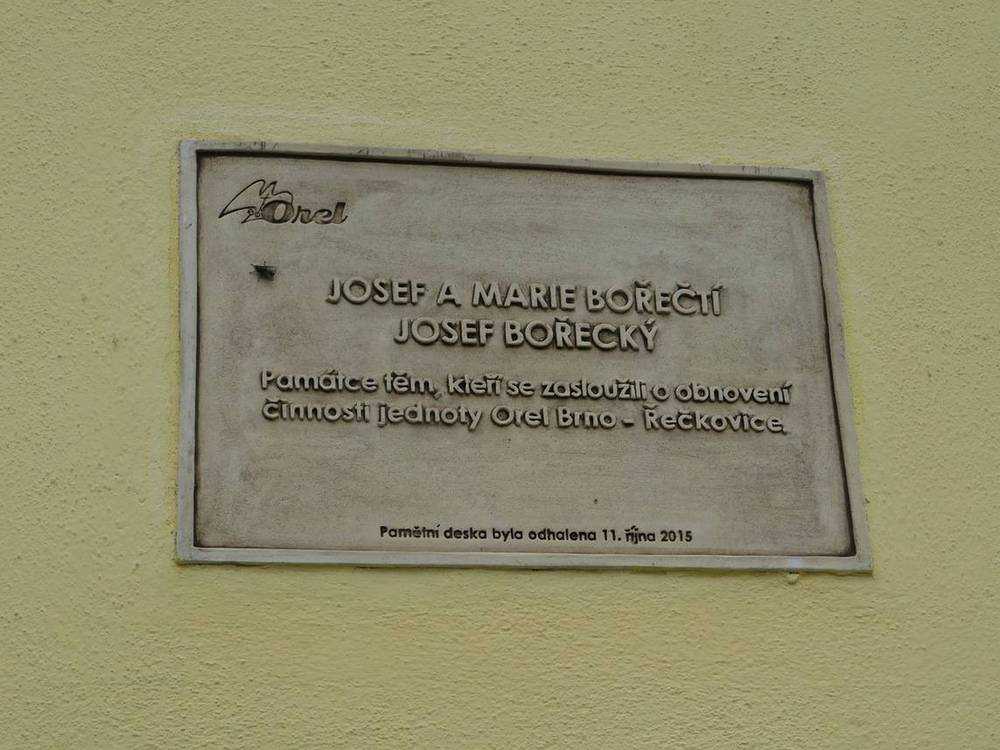 Orel
JOSEF A MARIE BOŘEČTÍ
JOSEF BOŘECKÝ
Památce těm, kteří se zasloužili o obnovení
činnosti jednoty Orel Brno - Řečkovice.
Pamětní deska byla odhalena 11. října 2015